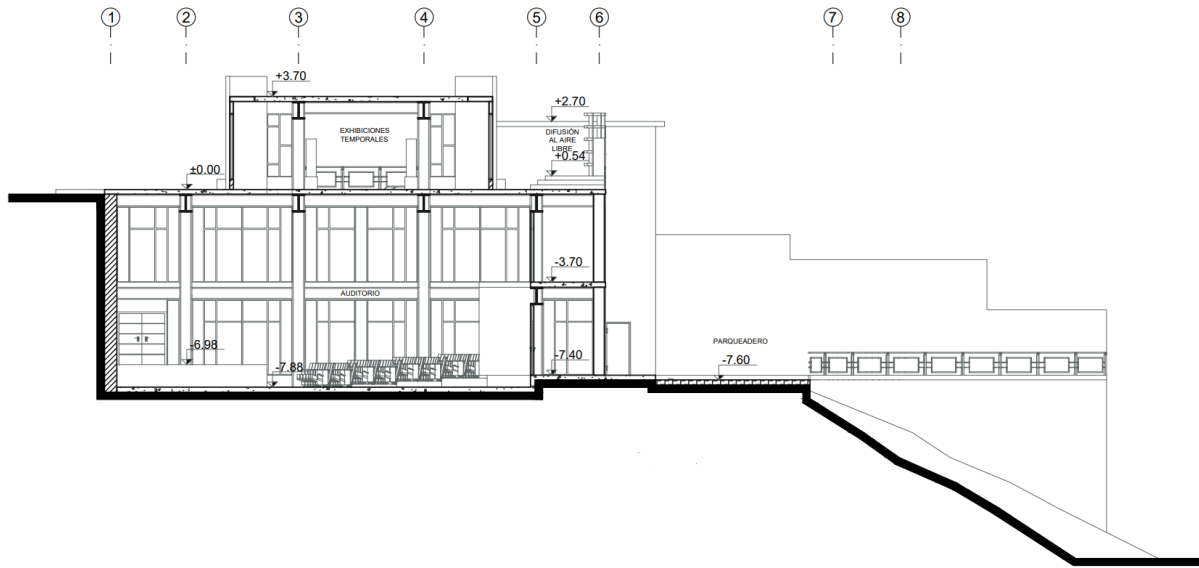 1 2 3 4 5 6 7 8
+3.70
+2.70
EXHIBICIONES
TEMPORALES
DIFUSIÓN
AL AIRE
LIBRE
+0.54
±0.00
-3.70
AUDITORIO
-6.98
-7.88
-7.40
PARQUEADERO
-7.60